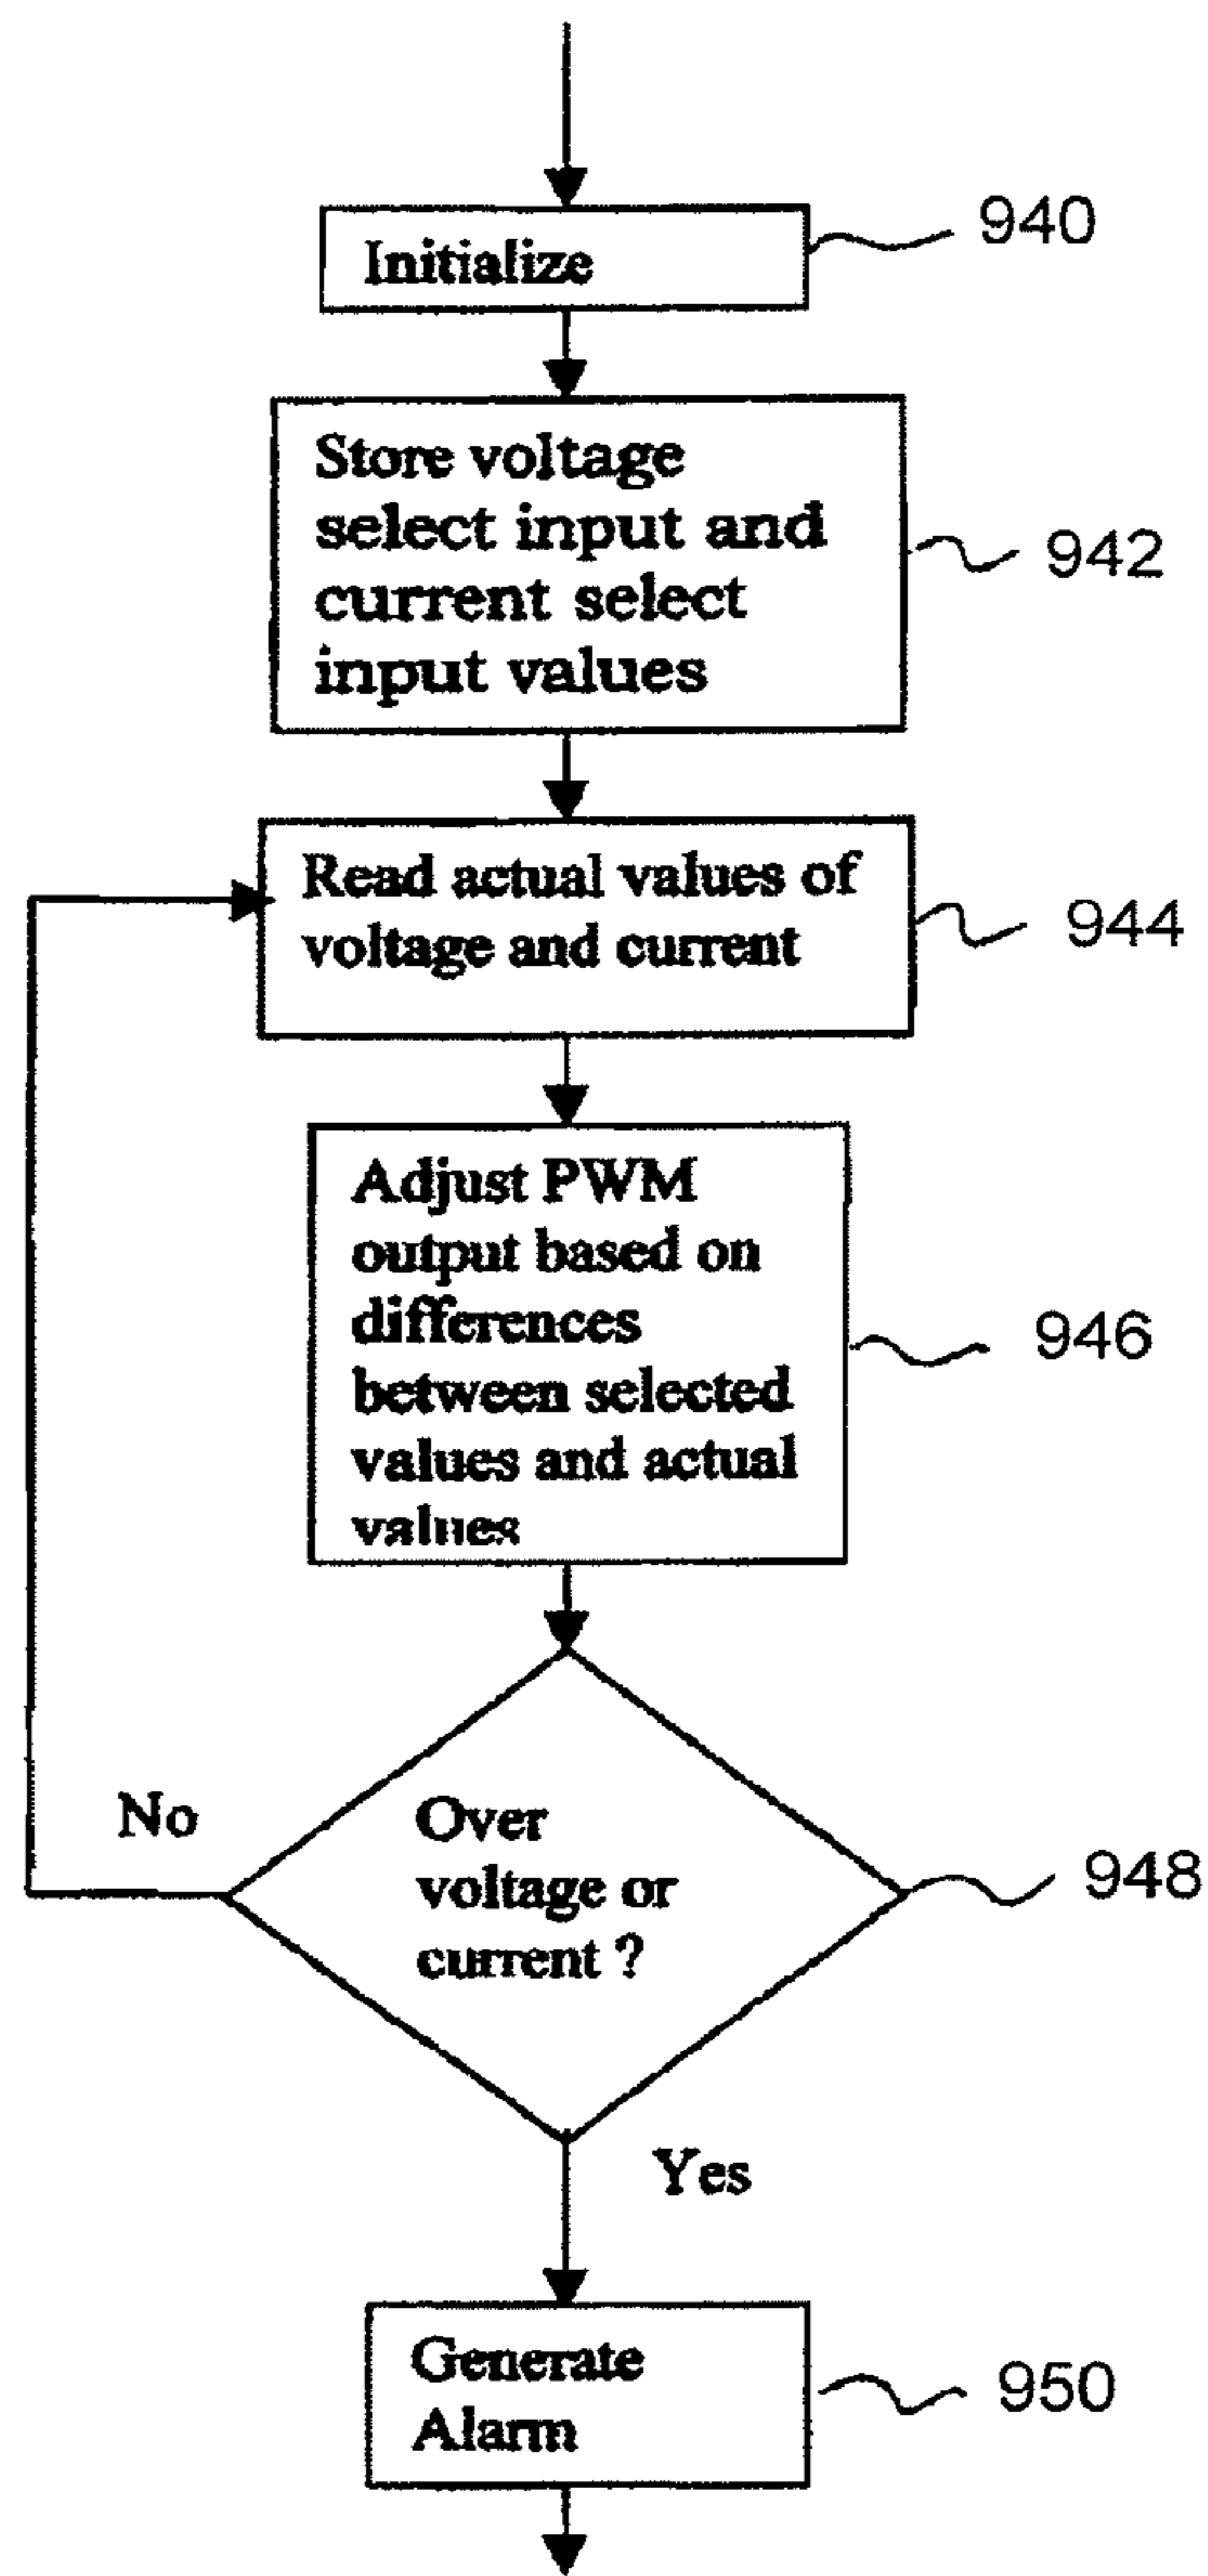 Initialize
940
Store voltage
select input and
current select
input values
942
Read actual values of
voltage and current
944
Adjust PWM
output based on
differences
between selected
values and actual
values
946
No
Over
voltage or
current ?
948
Yes
Generate
Alarm
950